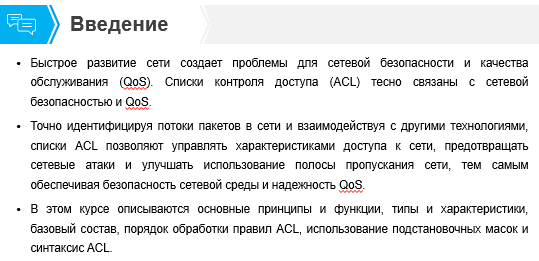 Введение
• Быстрое развитие сети создает проблемы для сетевой безопасности и качества
обслуживания (QoS). Списки контроля доступа (ACL) тесно связаны с сетевой
безопасностью и QoS.
• Точно идентифицируя потоки пакетов в сети и взаимодействуя с другими технологиями,
списки ACL позволяют управлять характеристиками доступа к сети, предотвращать
сетевые атаки и улучшать использование полосы пропускания сети, тем самым
обеспечивая безопасность сетевой среды и надежность QoS.
• В этом курсе описываются основные принципы и функции, типы и характеристики,
базовый состав, порядок обработки правил ACL, использование подстановочных масок и
синтаксис ACL.